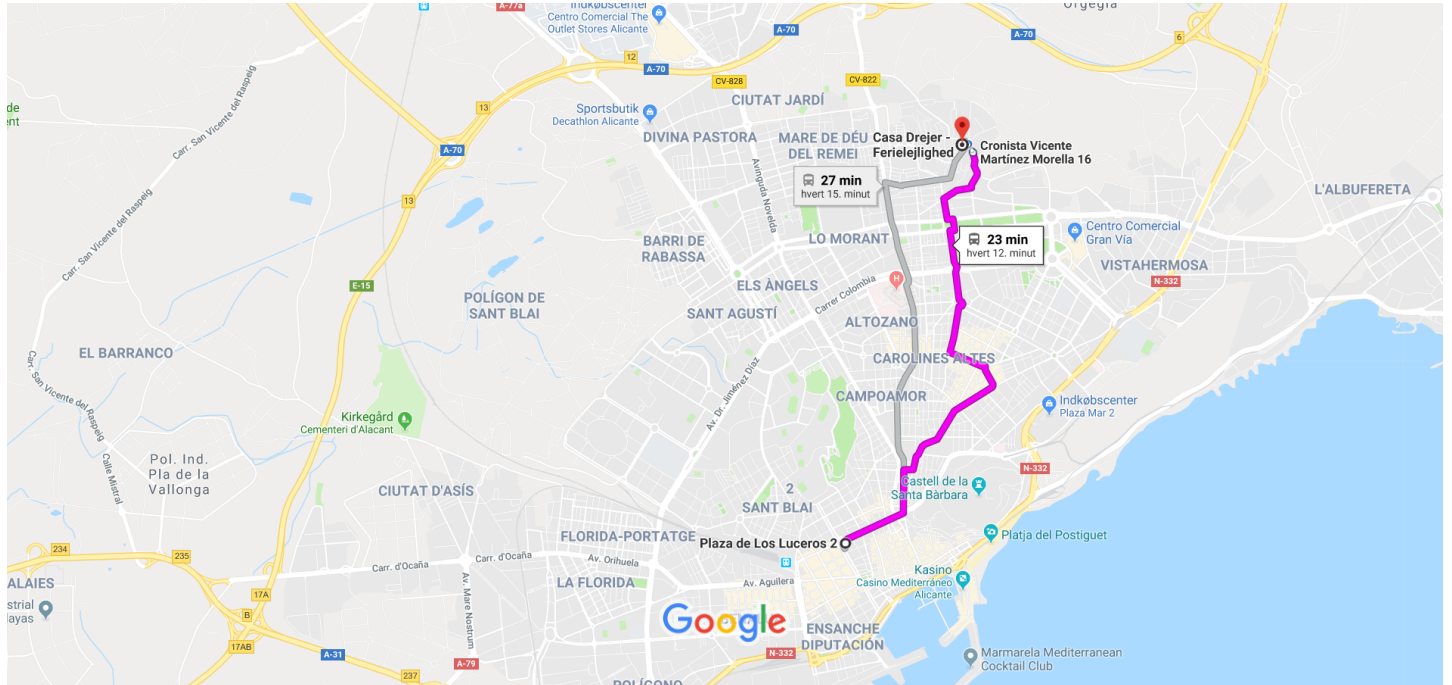 A-77a
Indkøbscenter
Centro Comercial The
Outlet Stores Alicante
Orgegia
A-70
A-70
6
12
A-70
CV-828
CV-822
CIUTAT JARDÍ
13
Sportsbutik
Decathlon Alicante
DIVINA PASTORA
MARE DE DÉU
DEL REMEI
Casa Drejer -
Ferielejlighed
Cronista Vicente
Martínez Morella 16
Carr. San Vicente del Raspeig
A-70
27 min
hvert 15. minut
L'ALBUFERETA
13
Avinguda Novelda
BARRI DE
RABASSA
LO MORANT
23 min
hvert 12. minut
Centro Comercial
Gran Vía
VISTAHERMOSA
N-332
Carr. San Vicente del Raspeig
E-15
ELS ÀNGELS
Carrer Colombia
H
POLÍGON DE
SANT BLAI
SANT AGUSTÍ
ALTOZANO
EL BARRANCO
CAROLINES ALTES
Carr. San Vicente del Raspeig
Av. Dr. Jiménez Díaz
CAMPOAMOR
Indkøbscenter
Plaza Mar 2
Kirkegård
Cementeri d'Alacant
Pol. Ind.
Pla de la
Vallonga
Calle Mistral
CIUTAT D'ASÍS
N-332
2
SANT BLAI
Castell de la
Santa Bàrbara
FLORIDA-PORTATGE
Plaza de Los Luceros 2
Platja del Postiguet
234
235
Carr. d'Ocaña
Carr. d'Ocaña
Av. Orihuela
LA FLORIDA
Av. Aguilera
Kasino
Casino Mediterráneo
Alicante
17A
Av. Mare Nostrum
B
Google
ENSANCHE
DIPUTACIÓN
17AB
A-31
A-79
237
N-332
Marmarela Mediterranean
Cocktail Club